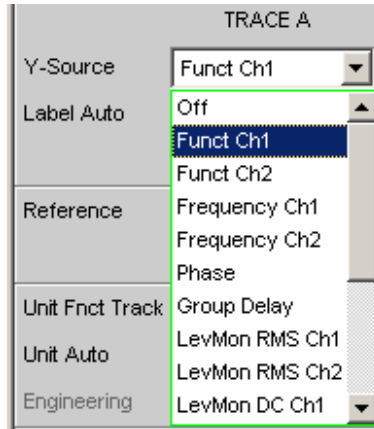 TRACE A
Y-Source Funct Ch1
Label Auto Off
Funct Ch1
Funct Ch2
Reference Frequency Ch1
Frequency Ch2
Phase
Unit Fnct Track Group Delay
Unit Auto LevMon RMS Ch1
LevMon RMS Ch2
Engineering LevMon DC Ch1